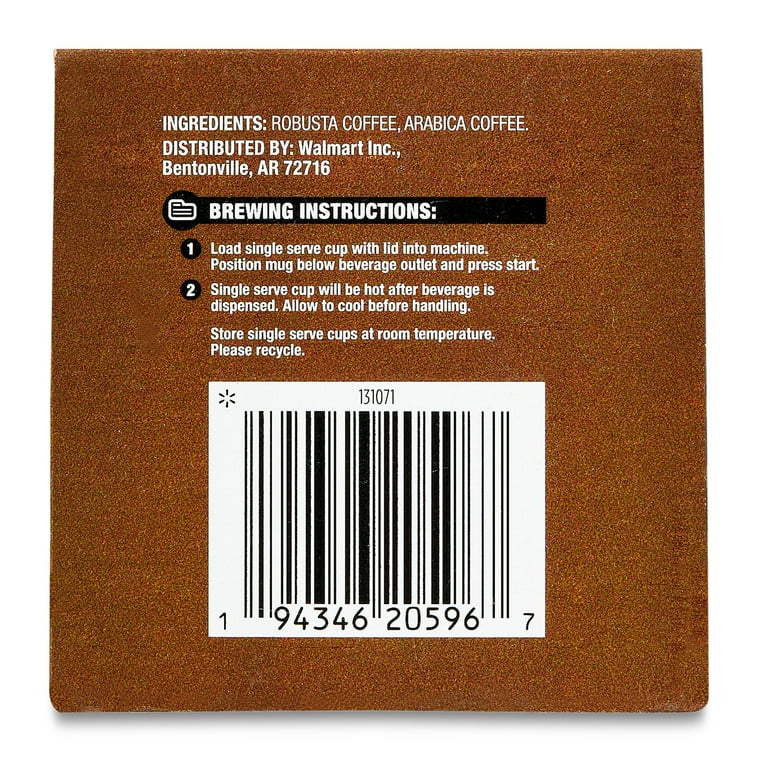 INGREDIENTS: ROBUSTA COFFEE, ARABICA COFFEE.
DISTRIBUTED BY: Walmart Inc.,
Bentonville, AR 72716
BREWING INSTRUCTIONS:
1 Load single serve cup with lid into machine.
Position mug below beverage outlet and press start.
2 Single serve cup will be hot after beverage is
dispensed. Allow to cool before handling.
Store single serve cups at room temperature.
Please recycle.
131071
1 94346 20596 7